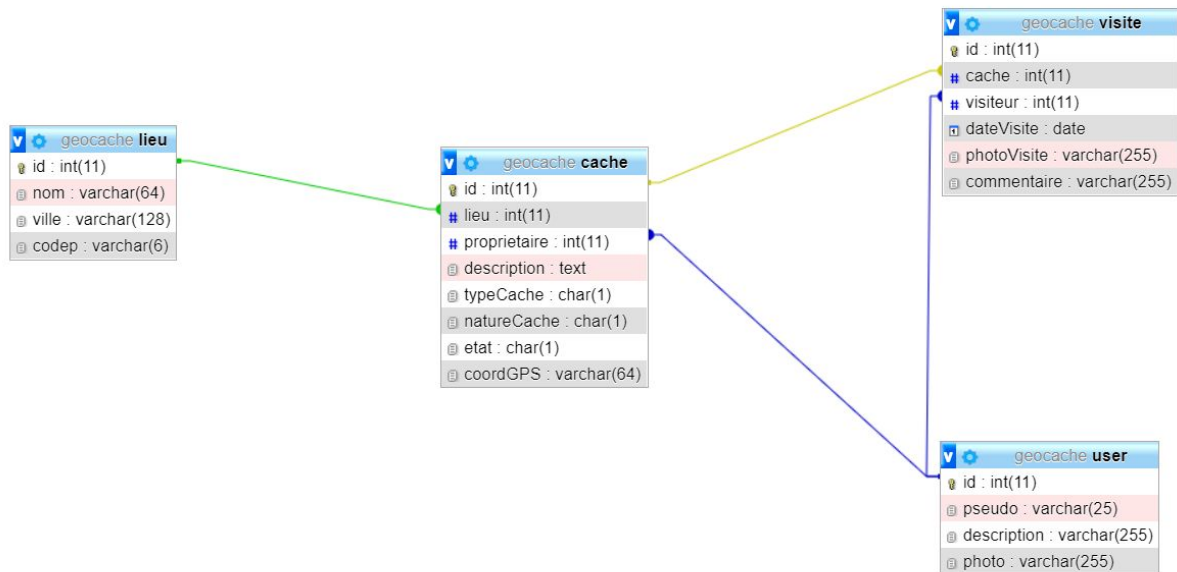 v geocache lieu
id : int(11)
nom : varchar(64)
ville : varchar(128)
codep : varchar(6)
v geocache cache
id : int(11)
# lieu : int(11)
# proprietaire : int(11)
description : text
typeCache : char(1)
natureCache : char(1)
etat : char(1)
coordGPS : varchar(64)
v geocache visite
id : int(11)
# cache : int(11)
# visiteur : int(11)
dateVisite : date
photoVisite : varchar(255)
commentaire : varchar(255)
v geocache user
id : int(11)
pseudo : varchar(25)
description : varchar(255)
photo : varchar(255)